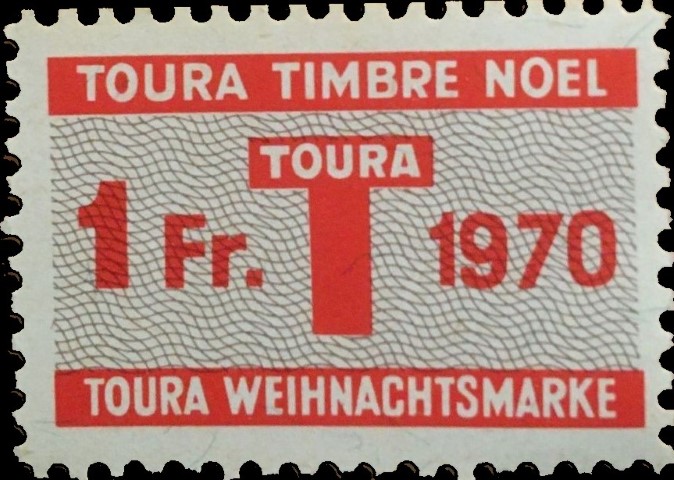 TOURA TIMBRE NOEL
TOURA
T
1 Fr.
1970
TOURA WEIHNACHTSMARKE